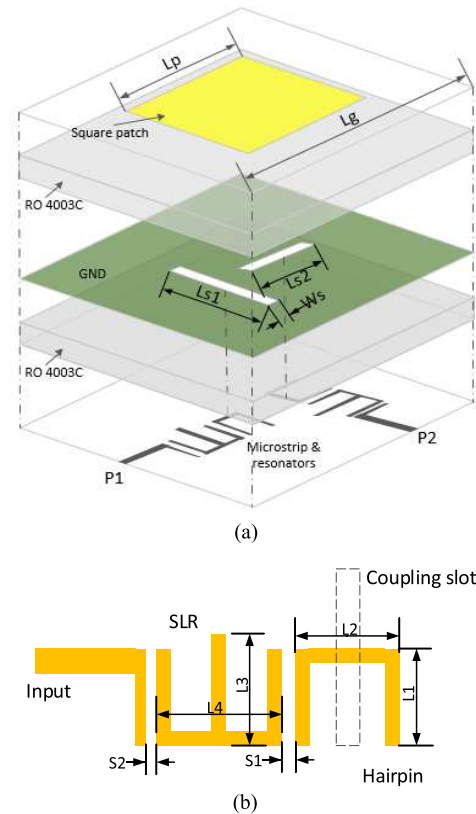 Lp
Lg
Square patch
RO 4003C
GND
Ls1
Ls2
Ws
RO 4003C
Microstrip &
resonators
P1
P2
(a)
Coupling slot
SLR
L2
Input
L3
L4
L1
S2
S1
Hairpin
(b)